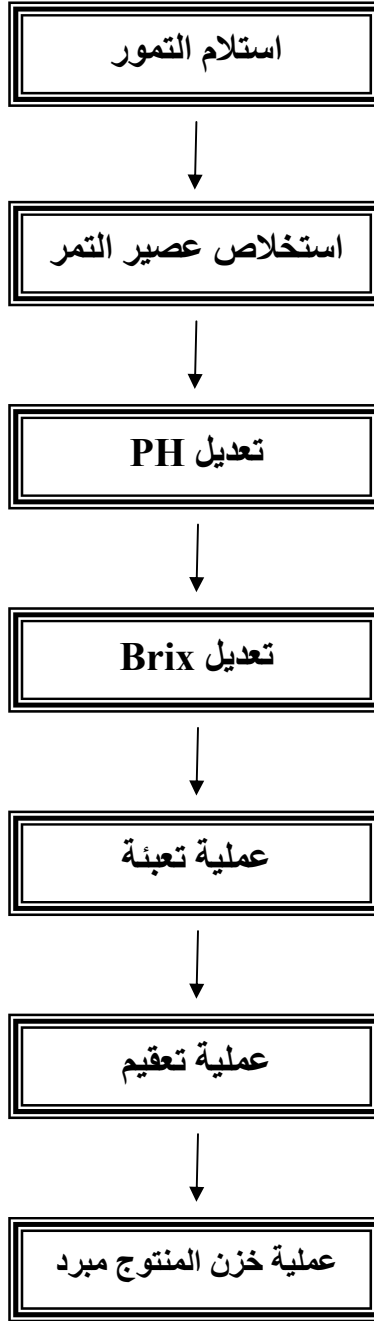 استلام التمور
استخلاص عصير التمر
تعديل PH
تعديل Brix
عملية تعبئة
عملية تعقيم
عملية خزن المنتوج مبرد